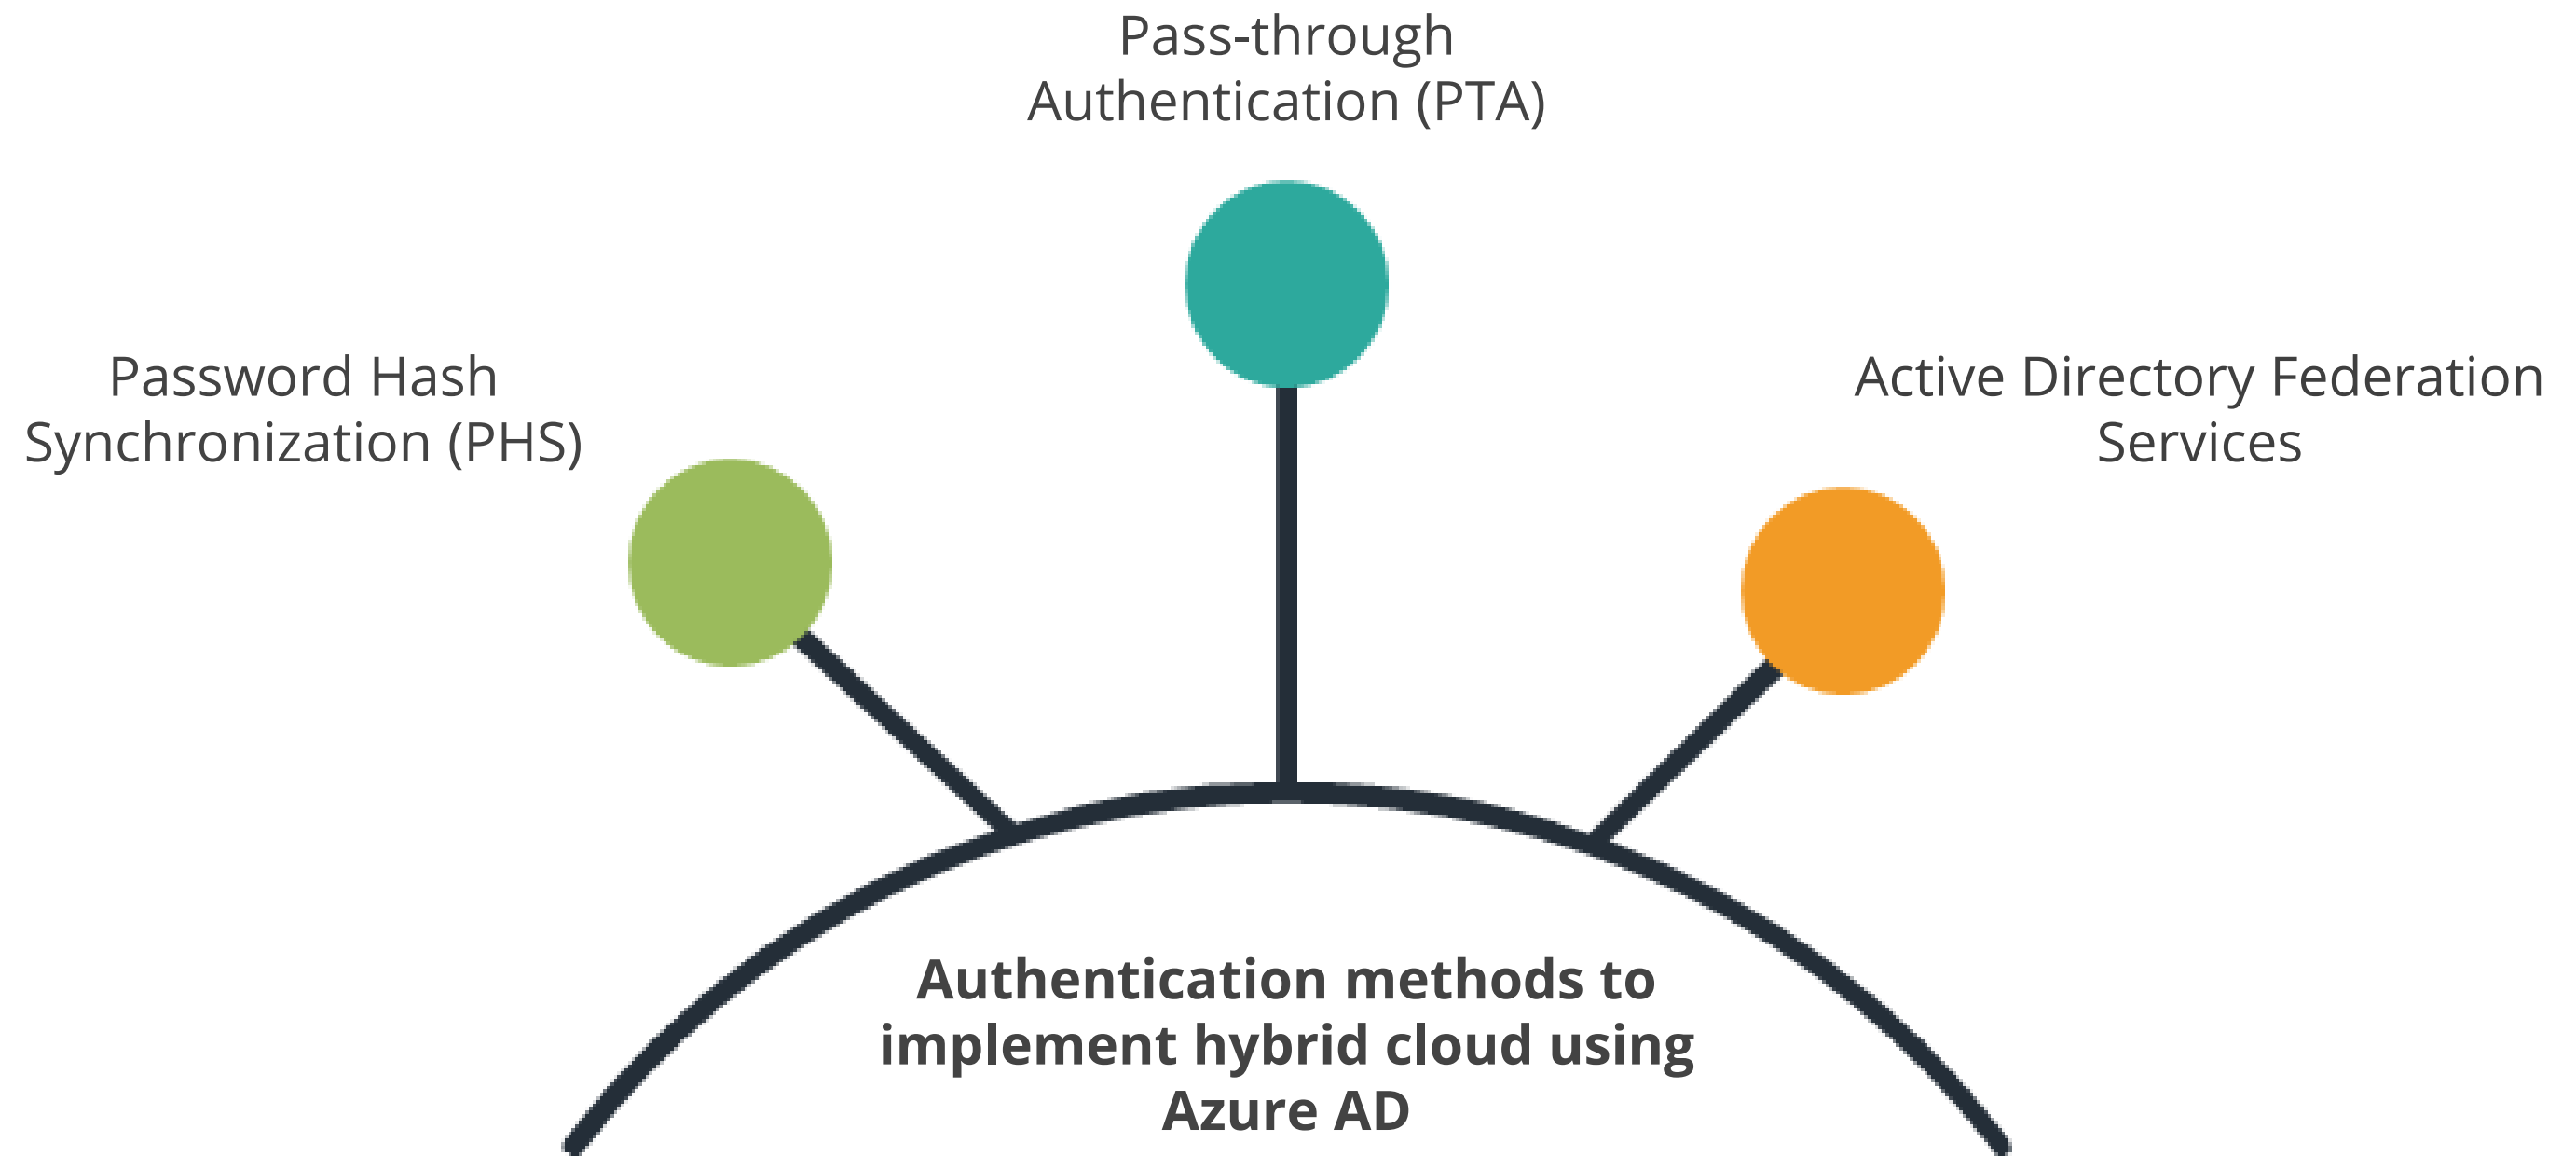 Pass-through
Authentication (PTA)
Password Hash
Synchronization (PHS)
Active Directory Federation
Services
Authentication methods to
implement hybrid cloud using
Azure AD